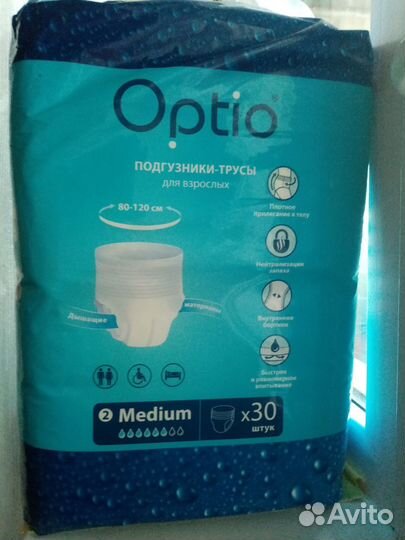 Optio®
ПОДГУЗНИКИ-ТРУСЫ
для взрослых
80-120 см
Плотное
прилегание к телу
Нейтрализация
запаха
Дышащие материалы
Внутренние
бортики
Быстрое
и равномерное
впитывание
2 Medium
x30
штук
Avito